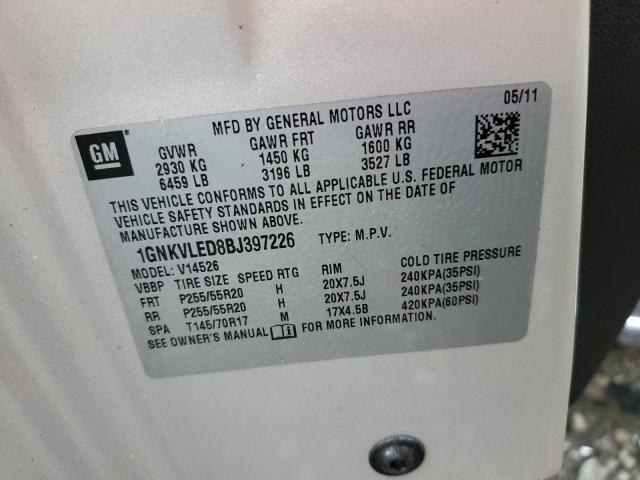 MFD BY GENERAL MOTORS LLC 05/11
GM
GVWR GAWR FRT GAWR RR
2930 KG 1450 KG 1600 KG
6459 LB 3196 LB 3527 LB
THIS VEHICLE CONFORMS TO ALL APPLICABLE U.S. FEDERAL MOTOR
VEHICLE SAFETY STANDARDS IN EFFECT ON THE DATE OF
MANUFACTURE SHOWN ABOVE.
1GNKVLED8BJ397226 TYPE: M.P.V.
MODEL: V14526
VBBP TIRE SIZE SPEED RTG RIM COLD TIRE PRESSURE
FRT P255/55R20 H 20X7.5J 240KPA(35PSI)
RR P255/55R20 H 20X7.5J 240KPA(35PSI)
SPA T145/70R17 M 17X4.5B 420KPA(60PSI)
SEE OWNER'S MANUAL FOR MORE INFORMATION.